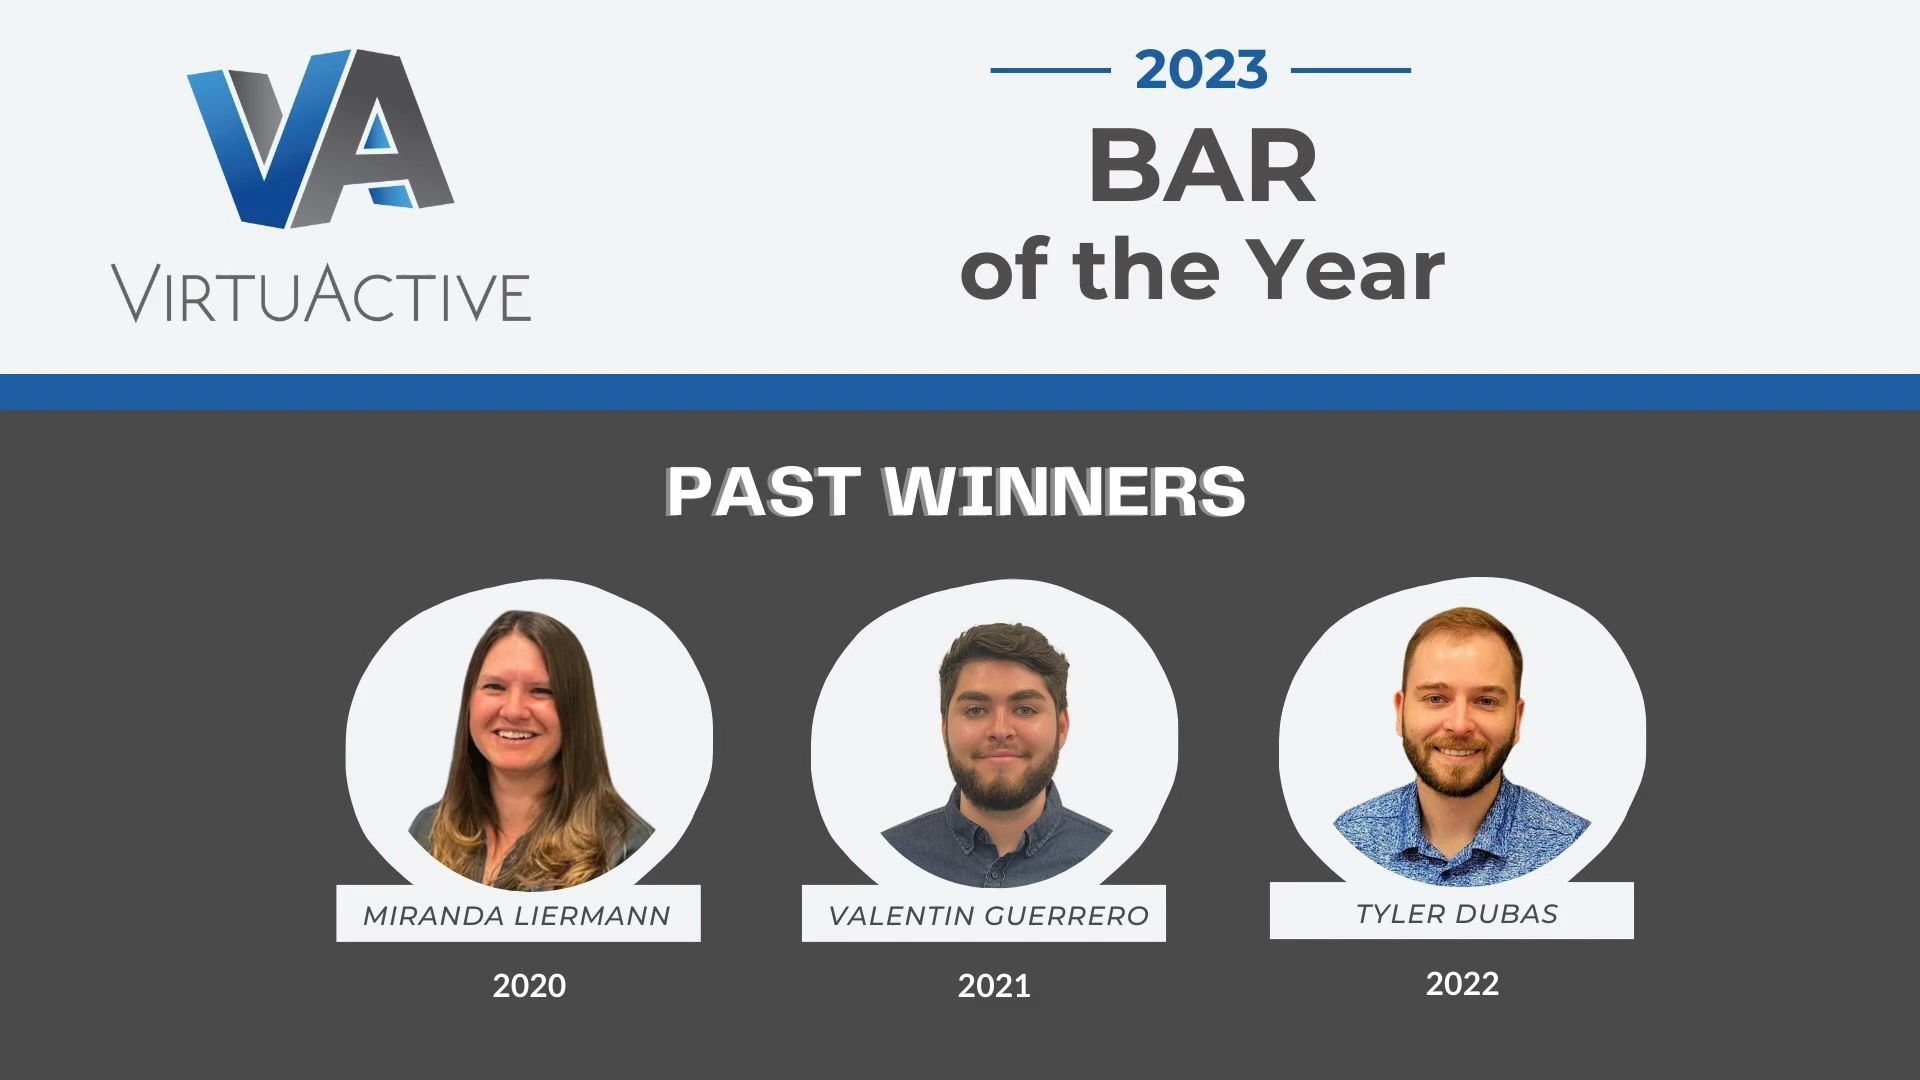 VA
VIRTUACTIVE
2023
BAR
of the Year
PAST WINNERS
MIRANDA LIERMANN
VALENTIN GUERRERO
TYLER DUBAS
2020
2021
2022